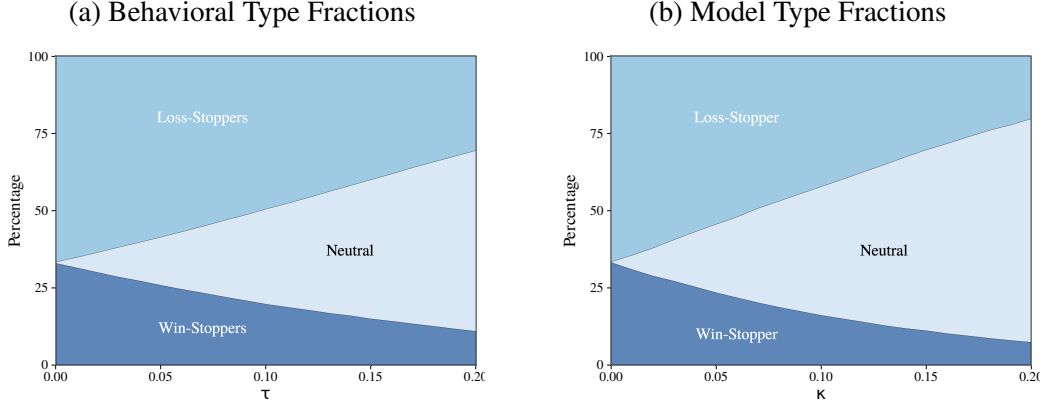 (a) Behavioral Type Fractions
100
75
50
25
0
Percentage
Loss-Stoppers
Neutral
Win-Stoppers
0.00 0.05 0.10 0.15 0.20
τ
(b) Model Type Fractions
100
75
50
25
0
Percentage
Loss-Stopper
Neutral
Win-Stopper
0.00 0.05 0.10 0.15 0.20
κ